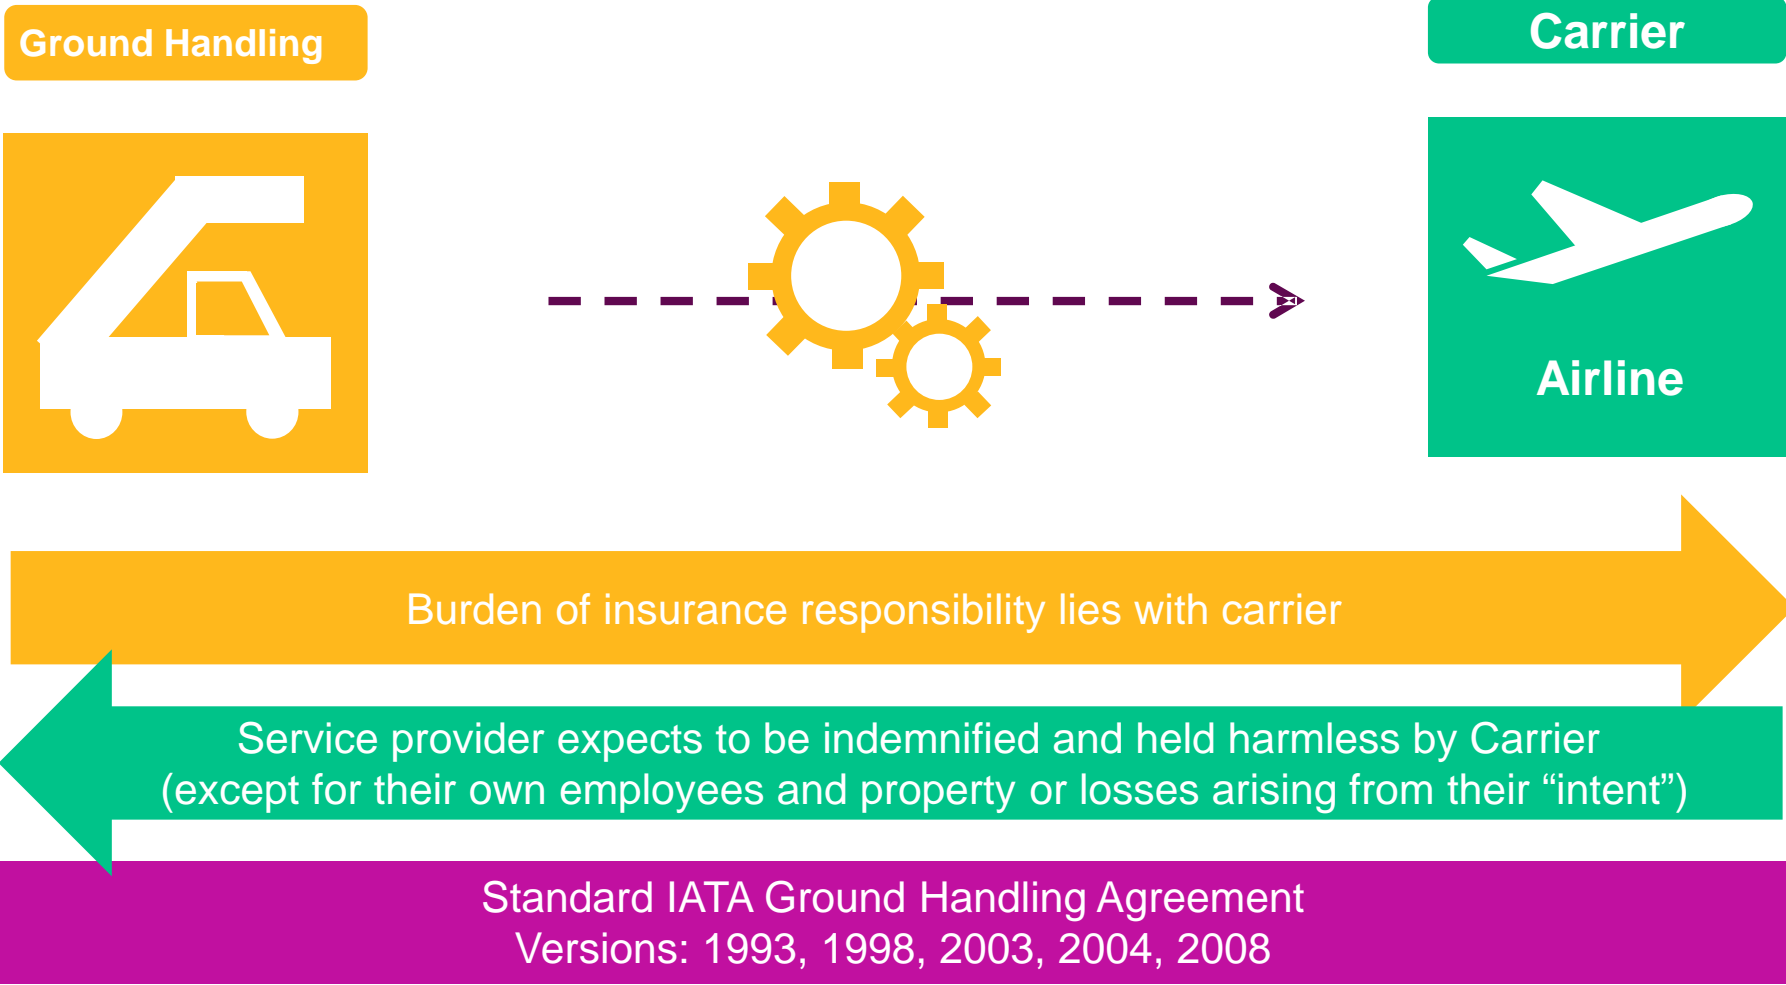 Ground Handling
Carrier
Airline
Burden of insurance responsibility lies with carrier
Service provider expects to be indemnified and held harmless by Carrier
(except for their own employees and property or losses arising from their “intent”)
Standard IATA Ground Handling Agreement
Versions: 1993, 1998, 2003, 2004, 2008